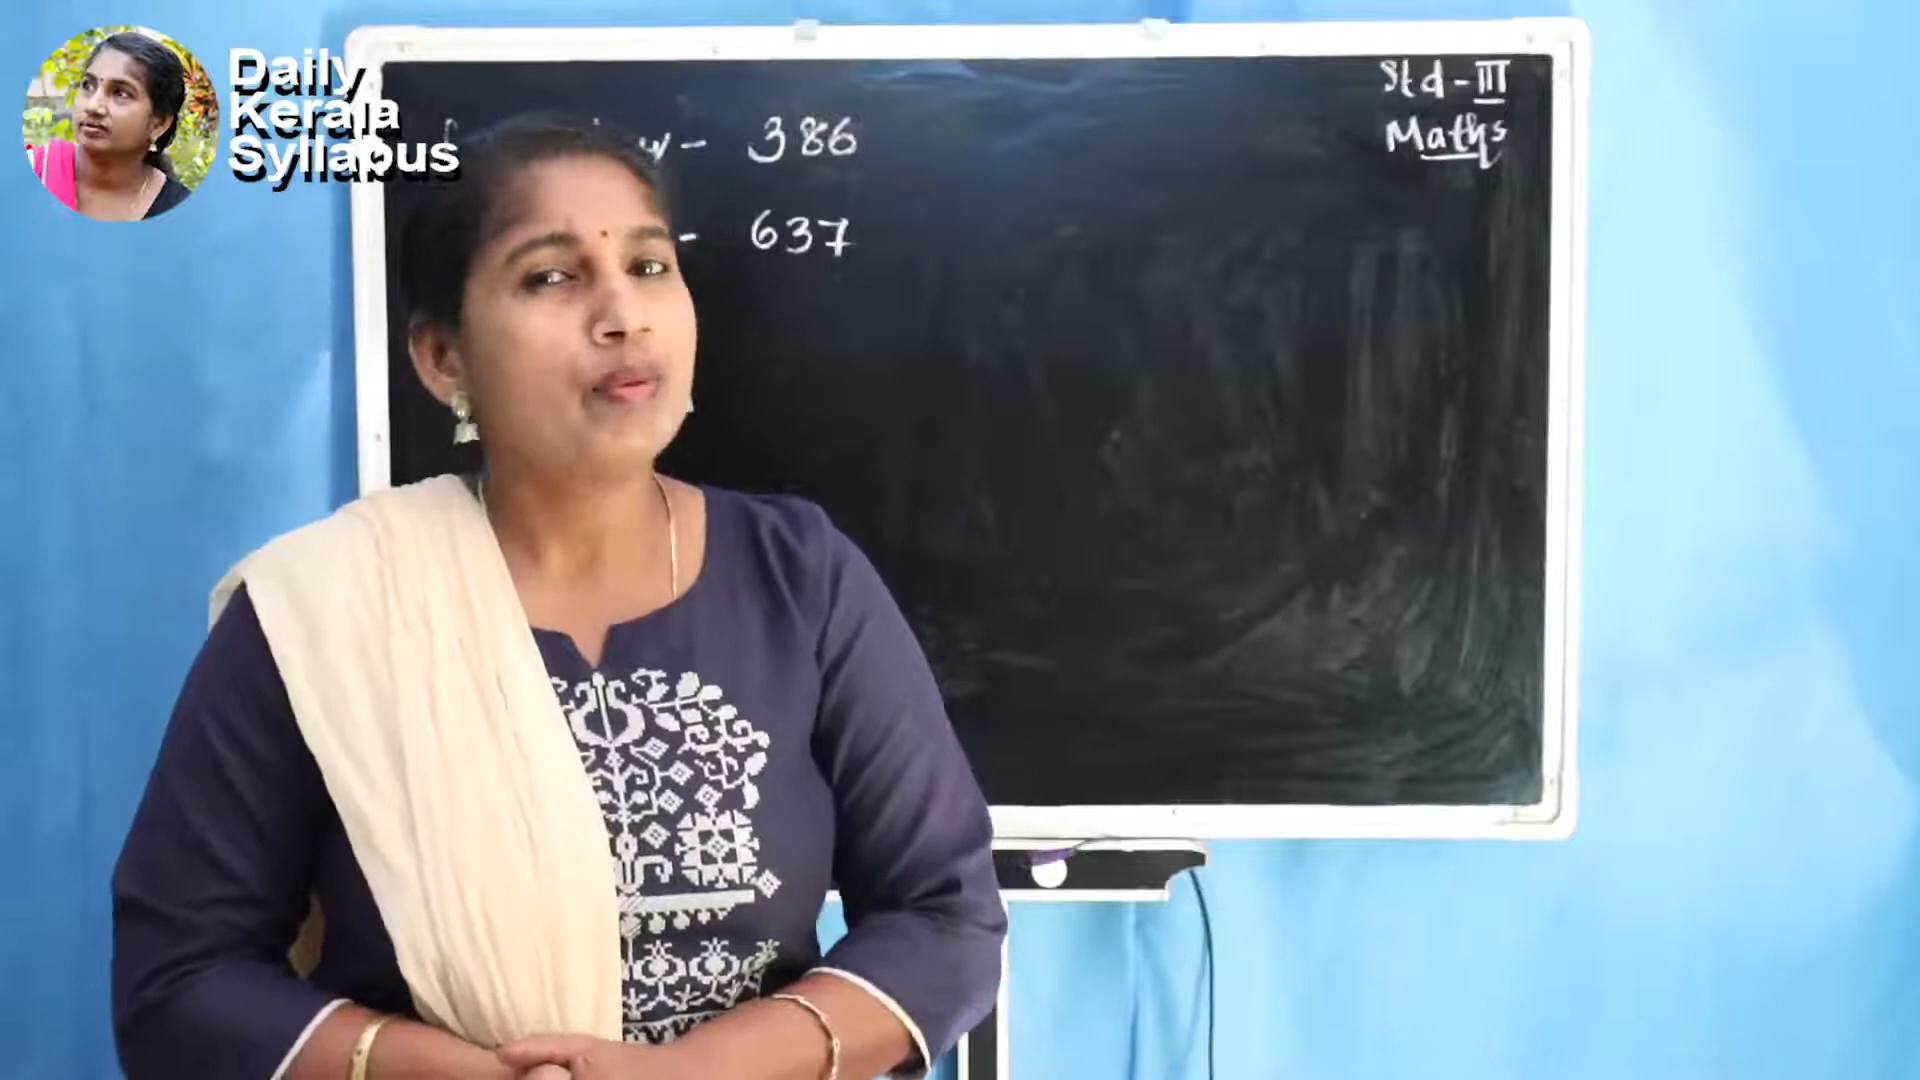 Daily
Kerala
Syllabus
Std - III
Maths
- 386
- 637